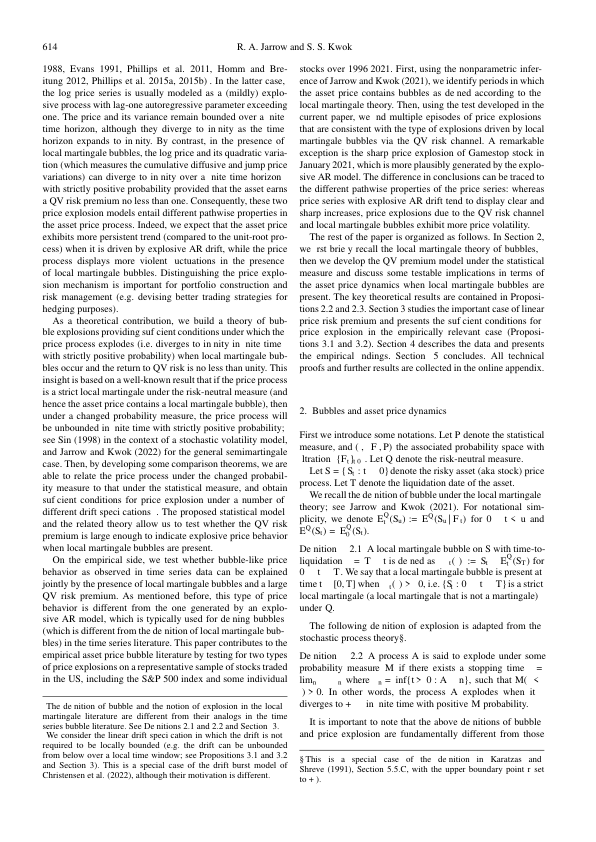 614
R. A. Jarrow and S. S. Kwok
1988, Evans 1991, Phillips et al. 2011, Homm and Bre-
itung 2012, Phillips et al. 2015a, 2015b) . In the latter case,
the log price series is usually modeled as a (mildly) explo-
sive process with lag-one autoregressive parameter exceeding
one. The price and its variance remain bounded over a nite
time horizon, although they diverge to in nity as the time
horizon expands to in nity. By contrast, in the presence of
local martingale bubbles, the log price and its quadratic varia-
tion (which measures the cumulative diffusive and jump price
variations) can diverge to in nity over a nite time horizon
with strictly positive probability provided that the asset earns
a QV risk premium no less than one. Consequently, these two
price explosion models entail different pathwise properties in
the asset price process. Indeed, we expect that the asset price
exhibits more persistent trend (compared to the unit-root pro-
cess) when it is driven by explosive AR drift, while the price
process displays more violent uctuations in the presence
of local martingale bubbles. Distinguishing the price explo-
sion mechanism is important for portfolio construction and
risk management (e.g. devising better trading strategies for
hedging purposes).
As a theoretical contribution, we build a theory of bub-
ble explosions providing suf cient conditions under which the
price process explodes (i.e. diverges to in nity in nite time
with strictly positive probability) when local martingale bub-
bles occur and the return to QV risk is no less than unity. This
insight is based on a well-known result that if the price process
is a strict local martingale under the risk-neutral measure (and
hence the asset price contains a local martingale bubble), then
under a changed probability measure, the price process will
be unbounded in nite time with strictly positive probability;
see Sin (1998) in the context of a stochastic volatility model,
and Jarrow and Kwok (2022) for the general semimartingale
case. Then, by developing some comparison theorems, we are
able to relate the price process under the changed probabil-
ity measure to that under the statistical measure, and obtain
suf cient conditions for price explosion under a number of
different drift speci cations . The proposed statistical model
and the related theory allow us to test whether the QV risk
premium is large enough to indicate explosive price behavior
when local martingale bubbles are present.
On the empirical side, we test whether bubble-like price
behavior as observed in time series data can be explained
jointly by the presence of local martingale bubbles and a large
QV risk premium. As mentioned before, this type of price
behavior is different from the one generated by an explo-
sive AR model, which is typically used for de ning bubbles
(which is different from the de nition of local martingale bub-
bles) in the time series literature. This paper contributes to the
empirical asset price bubble literature by testing for two types
of price explosions on a representative sample of stocks traded
in the US, including the S&P 500 index and some individual
The de nition of bubble and the notion of explosion in the local
martingale literature are different from their analogs in the time
series bubble literature. See De nitions 2.1 and 2.2 and Section 3.
We consider the linear drift speci cation in which the drift is not
required to be locally bounded (e.g. the drift can be unbounded
from below over a local time window; see Propositions 3.1 and 3.2
and Section 3). This is a special case of the drift burst model of
Christensen et al. (2022), although their motivation is different.
stocks over 1996 2021. First, using the nonparametric infer-
ence of Jarrow and Kwok (2021), we identify periods in which
the asset price contains bubbles as de ned according to the
local martingale theory. Then, using the test developed in the
current paper, we nd multiple episodes of price explosions
that are consistent with the type of explosions driven by local
martingale bubbles via the QV risk channel. A remarkable
exception is the sharp price explosion of Gamestop stock in
January 2021, which is more plausibly generated by the explo-
sive AR model. The difference in conclusions can be traced to
the different pathwise properties of the price series: whereas
price series with explosive AR drift tend to display clear and
sharp increases, price explosions due to the QV risk channel
and local martingale bubbles exhibit more price volatility.
The rest of the paper is organized as follows. In Section 2,
we rst brie y recall the local martingale theory of bubbles,
then we develop the QV premium model under the statistical
measure and discuss some testable implications in terms of
the asset price dynamics when local martingale bubbles are
present. The key theoretical results are contained in Proposi-
tions 2.2 and 2.3. Section 3 studies the important case of linear
price risk premium and presents the suf cient conditions for
price explosion in the empirically relevant case (Proposi-
tions 3.1 and 3.2). Section 4 describes the data and presents
the empirical ndings. Section 5 concludes. All technical
proofs and further results are collected in the online appendix.
2. Bubbles and asset price dynamics
First we introduce some notations. Let P denote the statistical
measure, and ( , F , P) the associated probability space with
ltration {F t } t 0 . Let Q denote the risk-neutral measure.
Let S = { St : t 0} denote the risky asset (aka stock) price
process. Let T denote the liquidation date of the asset.
We recall the de nition of bubble under the local martingale
theory; see Jarrow and Kwok (2021). For notational sim-
plicity, we denote E_t^Q(Su) := E^Q(Su | F t) for 0 t < u and
E^Q(St) = E_0^Q(St).
De nition 2.1 A local martingale bubble on S with time-to-
liquidation = T t is de ned as t( ) := St E_t^Q(ST) for
0 t T. We say that a local martingale bubble is present at
time t [0, T] when t( ) > 0, i.e. {St : 0 t T} is a strict
local martingale (a local martingale that is not a martingale)
under Q.
The following de nition of explosion is adapted from the
stochastic process theory§.
De nition 2.2 A process A is said to explode under some
probability measure M if there exists a stopping time =
limn n where n = inf{t > 0 : A n}, such that M( <
) > 0. In other words, the process A explodes when it
diverges to + in nite time with positive M probability.
It is important to note that the above de nitions of bubble
and price explosion are fundamentally different from those
§ This is a special case of the de nition in Karatzas and
Shreve (1991), Section 5.5.C, with the upper boundary point r set
to + ).